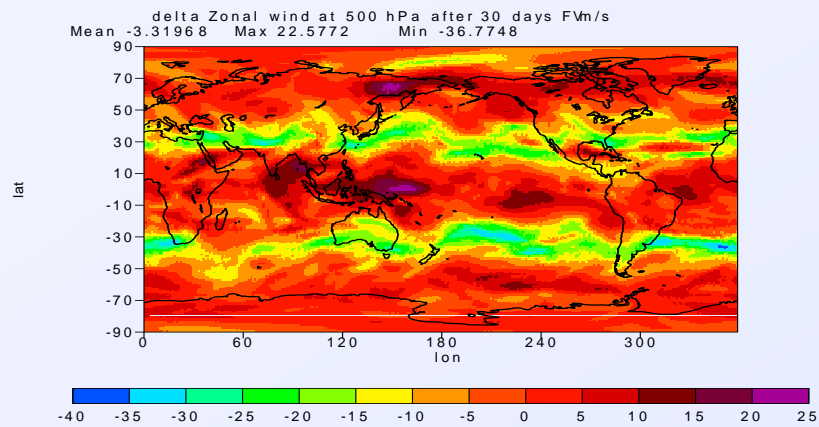 delta Zonal wind at 500 hPa after 30 days FVm/s
Mean -3.31968 Max 22.5772 Min -36.7748
90
70
50
30
10
-10
-30
-50
-70
-90
lat
0 60 120 180 240 300
lon
-40 -35 -30 -25 -20 -15 -10 -5 0 5 10 15 20 25